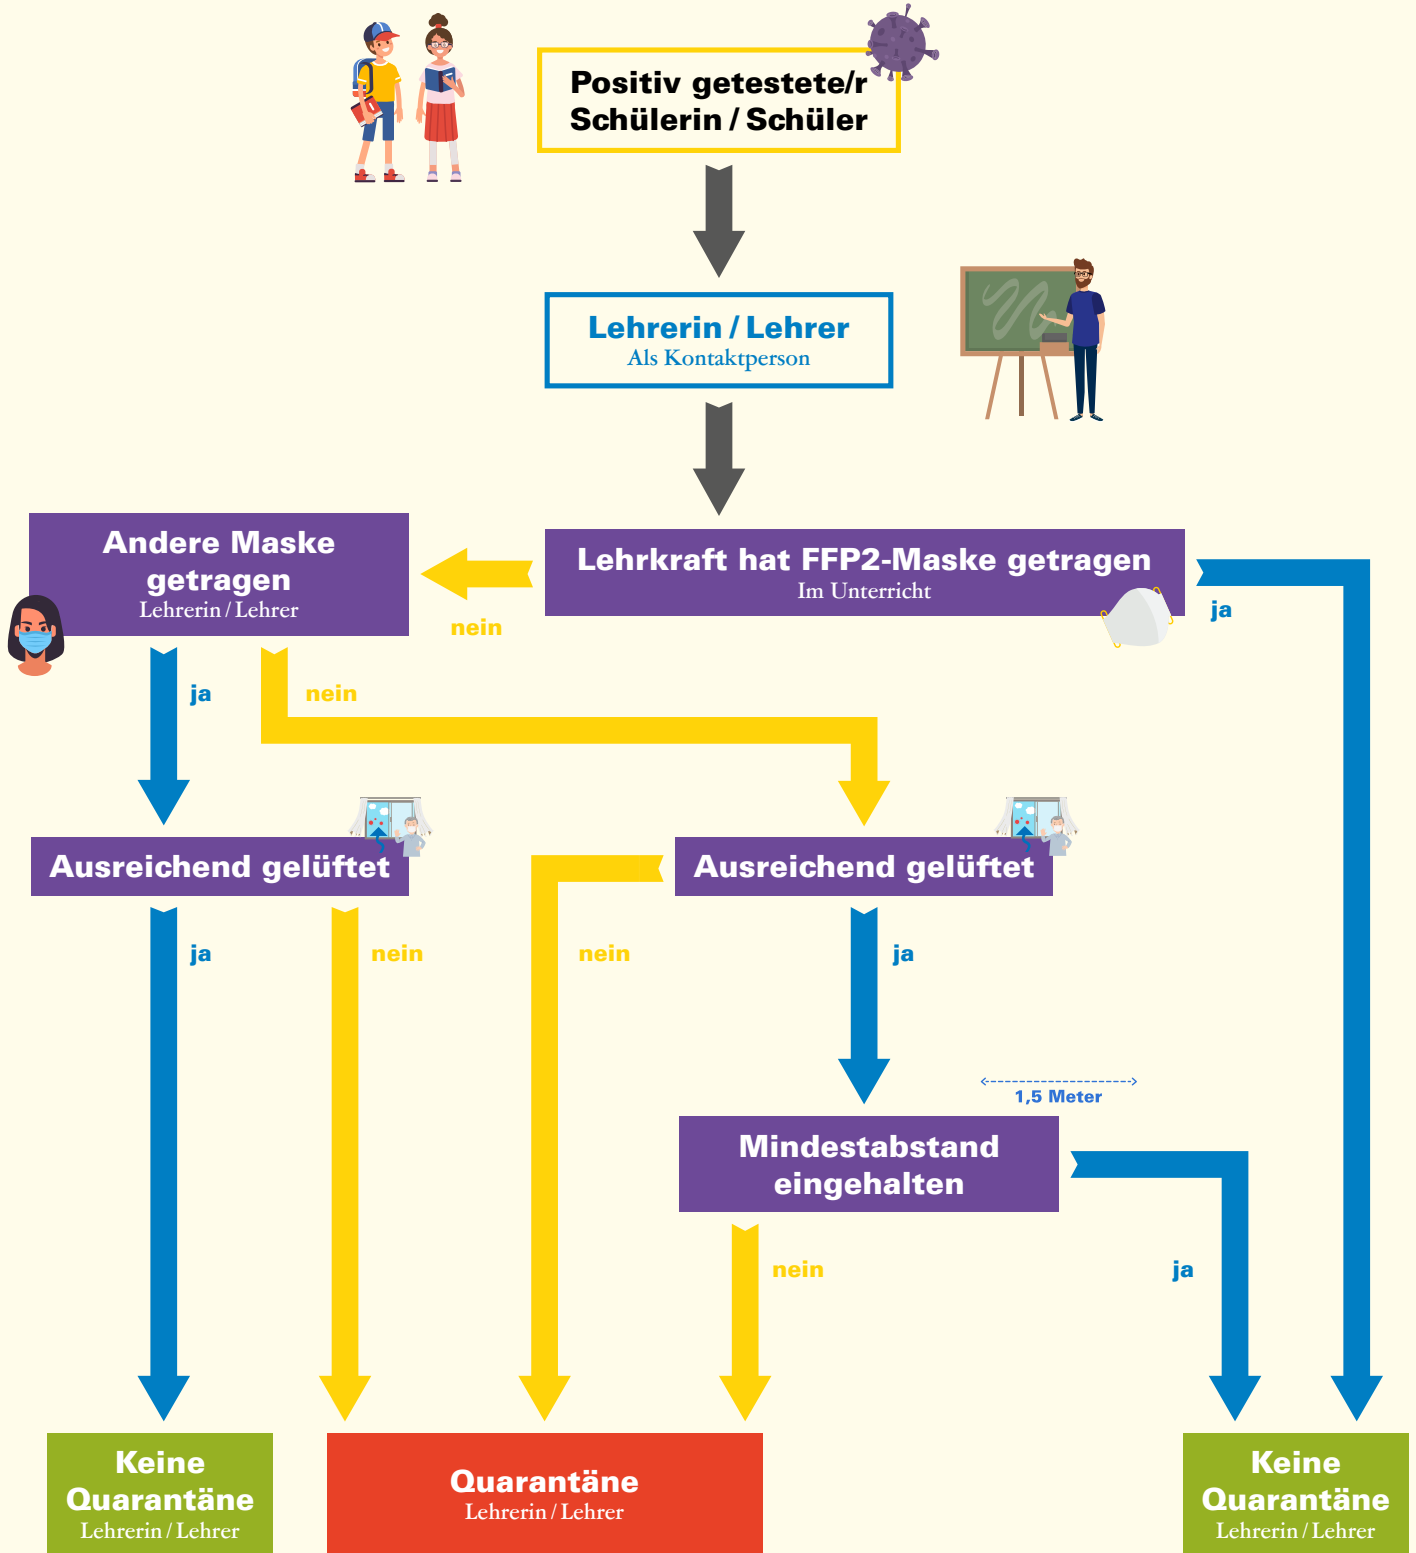 Positiv getestete/r
Schülerin / Schüler
Lehrerin / Lehrer
Als Kontaktperson
Andere Maske
getragen
Lehrerin / Lehrer
Lehrkraft hat FFP2-Maske getragen
Im Unterricht
nein
ja
ja
nein
Ausreichend gelüftet
Ausreichend gelüftet
ja
nein
nein
ja
1,5 Meter
Mindestabstand
eingehalten
nein
ja
Keine
Quarantäne
Lehrerin / Lehrer
Quarantäne
Lehrerin / Lehrer
Keine
Quarantäne
Lehrerin / Lehrer